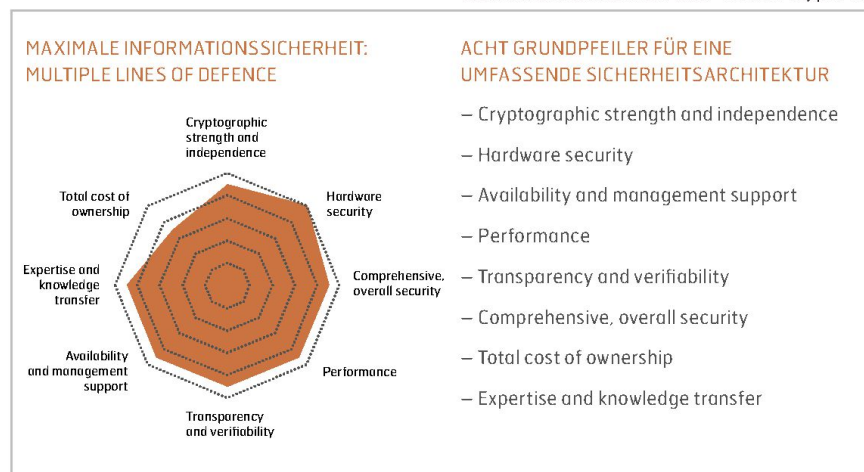 MAXIMALE INFORMATIONSSICHERHEIT:
MULTIPLE LINES OF DEFENCE
Cryptographic
strength and
independence
Total cost of
ownership
Hardware
security
Expertise and
knowledge
transfer
Comprehensive,
overall security
Availability
and management
support
Performance
Transparency
and verifiability
ACHT GRUNDPFEILER FÜR EINE
UMFASSENDE SICHERHEITSARCHITEKTUR
– Cryptographic strength and independence
– Hardware security
– Availability and management support
– Performance
– Transparency and verifiability
– Comprehensive, overall security
– Total cost of ownership
– Expertise and knowledge transfer